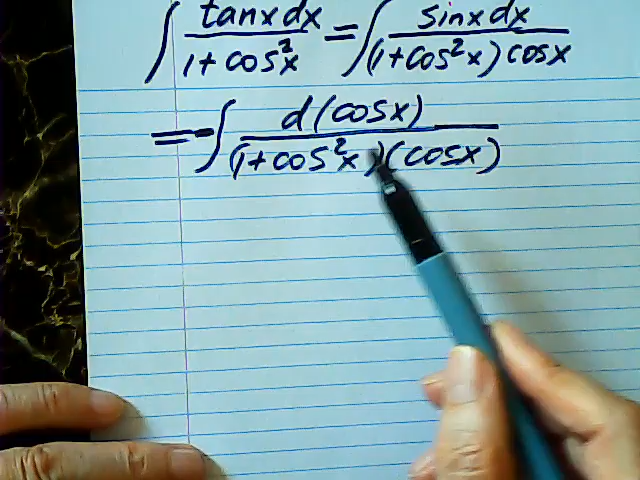 ∫ tanx dx / 1 + cos²x = ∫ sinx dx / (1+cos²x) cosx
= -∫ d(cosx) / (1+cos²x)(cosx)